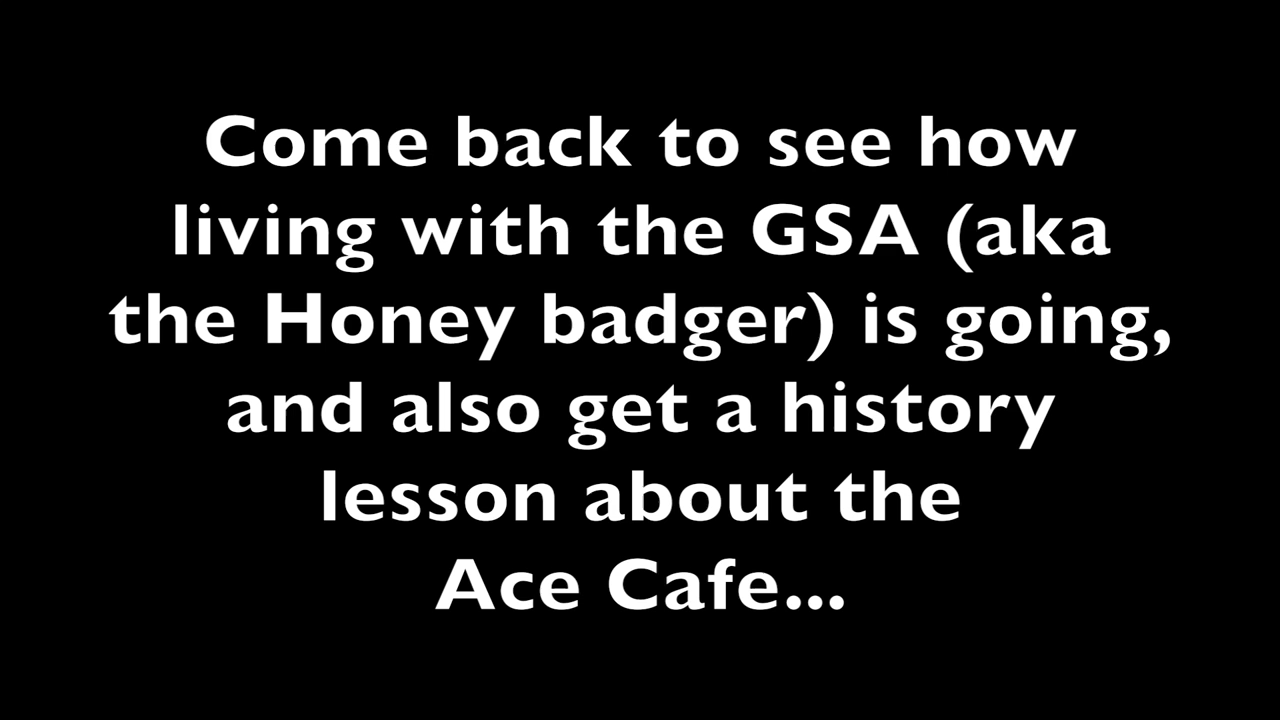 Come back to see how
living with the GSA (aka
the Honey badger) is going,
and also get a history
lesson about the
Ace Cafe...